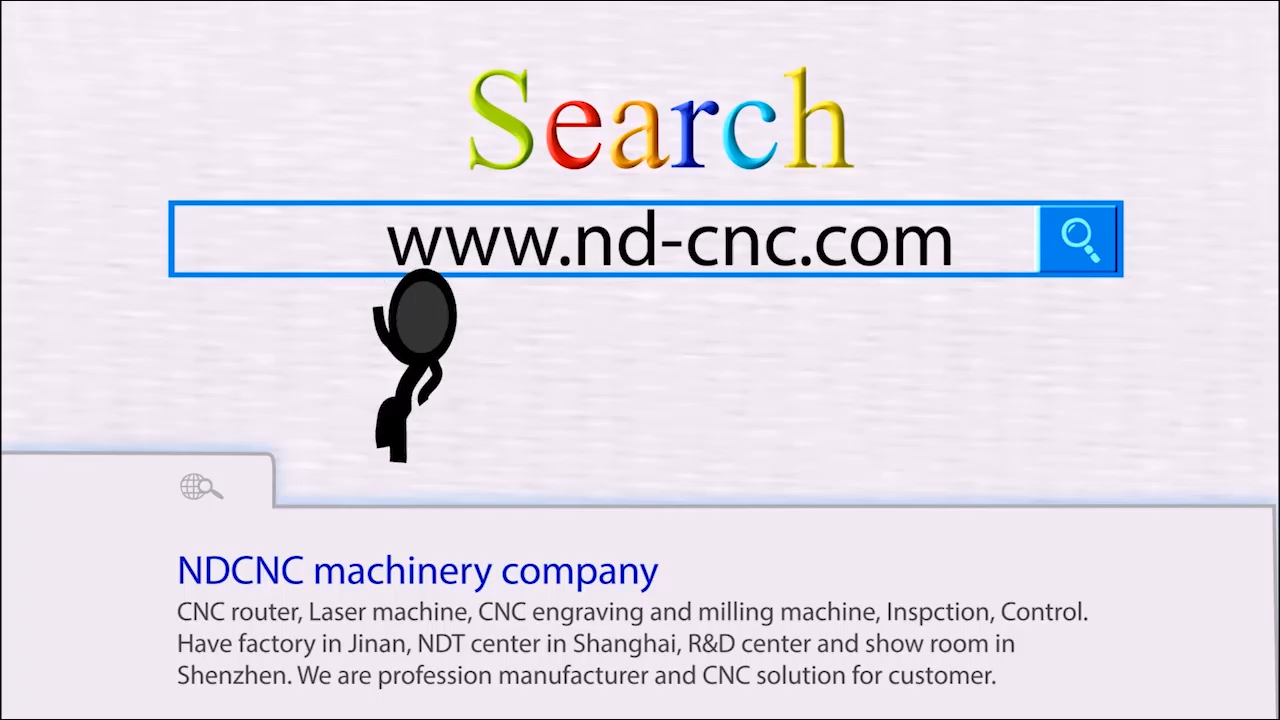 Search
www.nd-cnc.com
NDCNC machinery company
CNC router, Laser machine, CNC engraving and milling machine, Inspction, Control.
Have factory in Jinan, NDT center in Shanghai, R&D center and show room in
Shenzhen. We are profession manufacturer and CNC solution for customer.